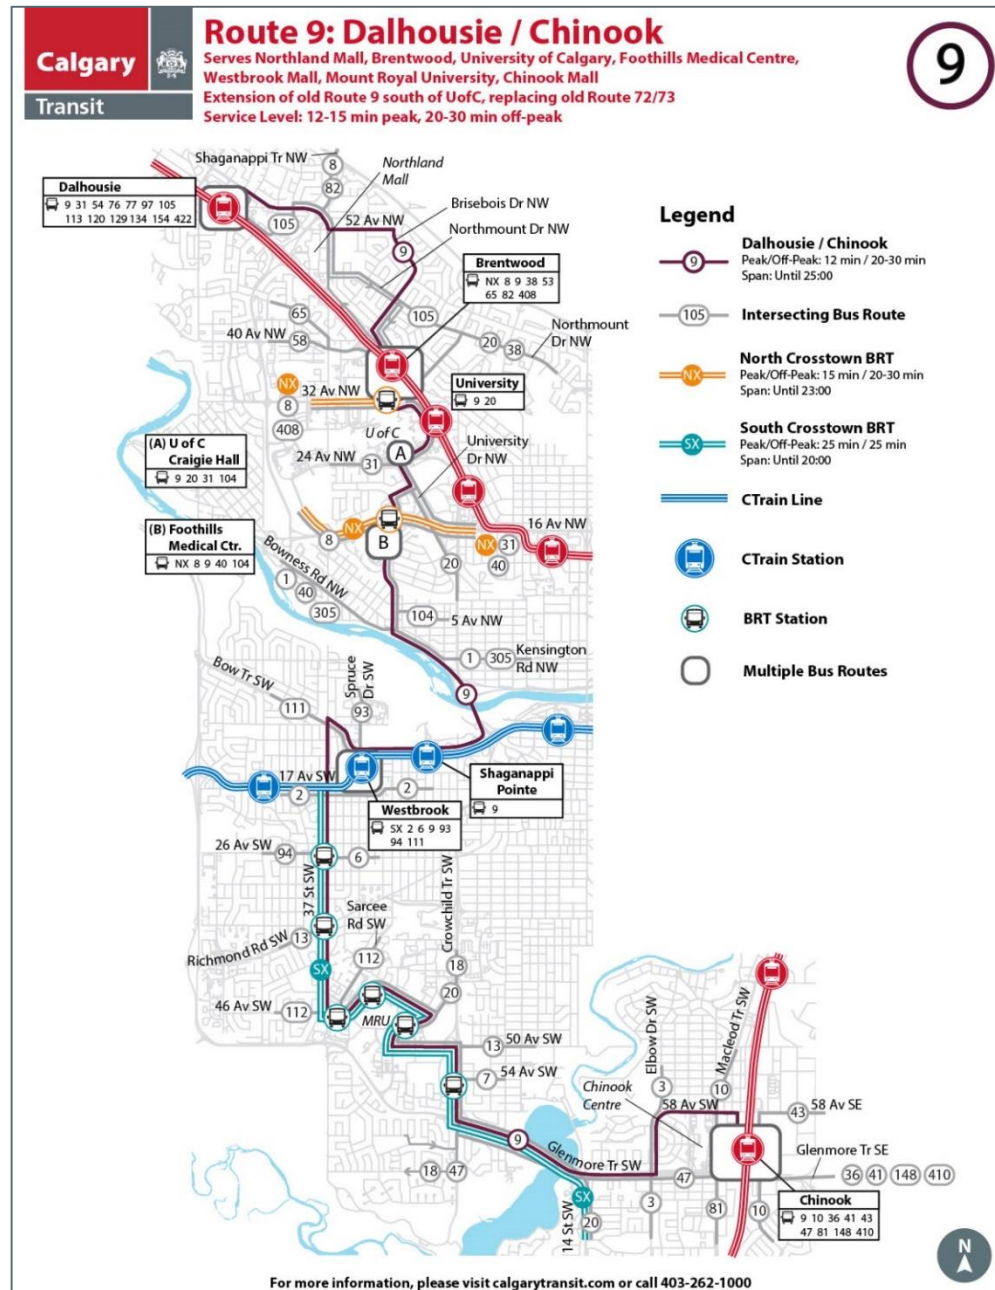 Calgary
Transit
Route 9: Dalhousie / Chinook
Serves Northland Mall, Brentwood, University of Calgary, Foothills Medical Centre,
Westbrook Mall, Mount Royal University, Chinook Mall
Extension of old Route 9 south of UofC, replacing old Route 72/73
Service Level: 12-15 min peak, 20-30 min off-peak
9
Shaganappi Tr NW
8
82
Northland
Mall
Dalhousie
9 31 54 76 77 97 105
113 120 129 134 154 422
105
52 Av NW
Brisebois Dr NW
Northmount Dr NW
9
Brentwood
NX 8 9 38 53
65 82 408
65
58
40 Av NW
105
20
38
Northmount
Dr NW
NX
32 Av NW
8
408
University
9 20
U of C
A
24 Av NW
31
University
Dr NW
(A) U of C
Craigie Hall
9 20 31 104
(B) Foothills
Medical Ctr.
NX 8 9 40 104
NX
8
B
16 Av NW
NX
31
40
20
Bowness Rd NW
1
40
305
104
5 Av NW
1
305
Kensington
Rd NW
9
Bow Tr SW
111
Spruce
Dr SW
93
17 Av SW
2
2
Shaganappi
Pointe
9
Westbrook
SX 2 6 9 93
94 111
26 Av SW
94
6
37 St SW
Sarcee
Rd SW
112
Crowchild Tr SW
18
20
Richmond Rd SW
13
SX
46 Av SW
112
MRU
13
50 Av SW
7
54 Av SW
9
Glenmore Tr SW
18
47
SX
20
14 St SW
Elbow Dr SW
3
Macleod Tr SW
10
Chinook
Centre
58 Av SW
43
58 Av SE
Glenmore Tr SE
47
36
41
148
410
3
81
10
Chinook
9 10 36 41 43
47 81 148 410
Legend
9
Dalhousie / Chinook
Peak/Off-Peak: 12 min / 20-30 min
Span: Until 25:00
105
Intersecting Bus Route
NX
North Crosstown BRT
Peak/Off-Peak: 15 min / 20-30 min
Span: Until 23:00
SX
South Crosstown BRT
Peak/Off-Peak: 25 min / 25 min
Span: Until 20:00
CTrain Line
CTrain Station
BRT Station
Multiple Bus Routes
N
For more information, please visit calgarytransit.com or call 403-262-1000